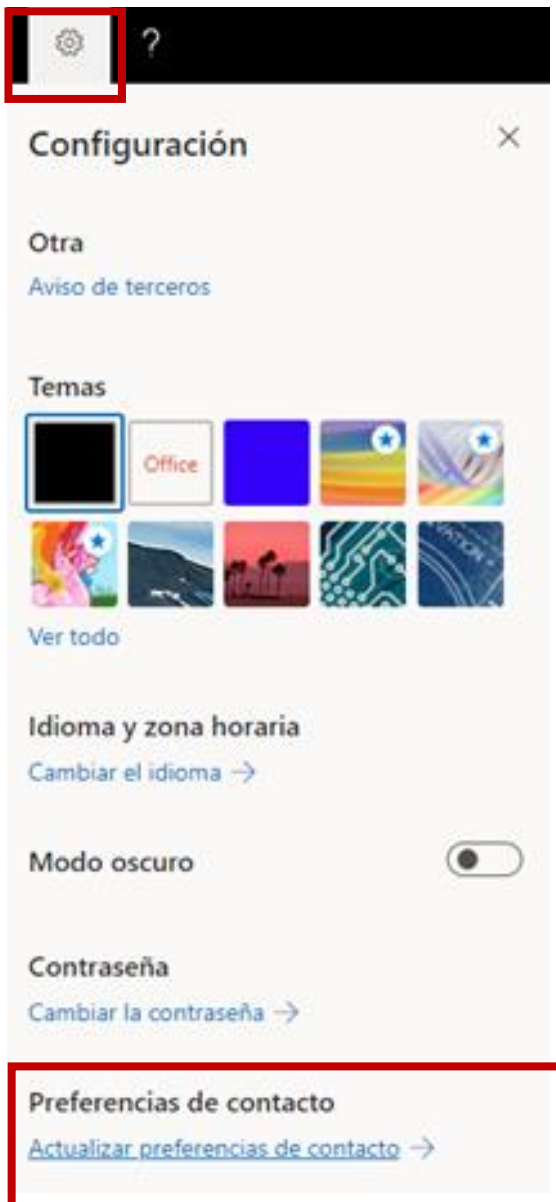 ?
Configuración
Otra
Aviso de terceros
Temas
Office
VATION
Ver todo
Idioma y zona horaria
Cambiar el idioma →
Modo oscuro
Contraseña
Cambiar la contraseña →
Preferencias de contacto
Actualizar preferencias de contacto →